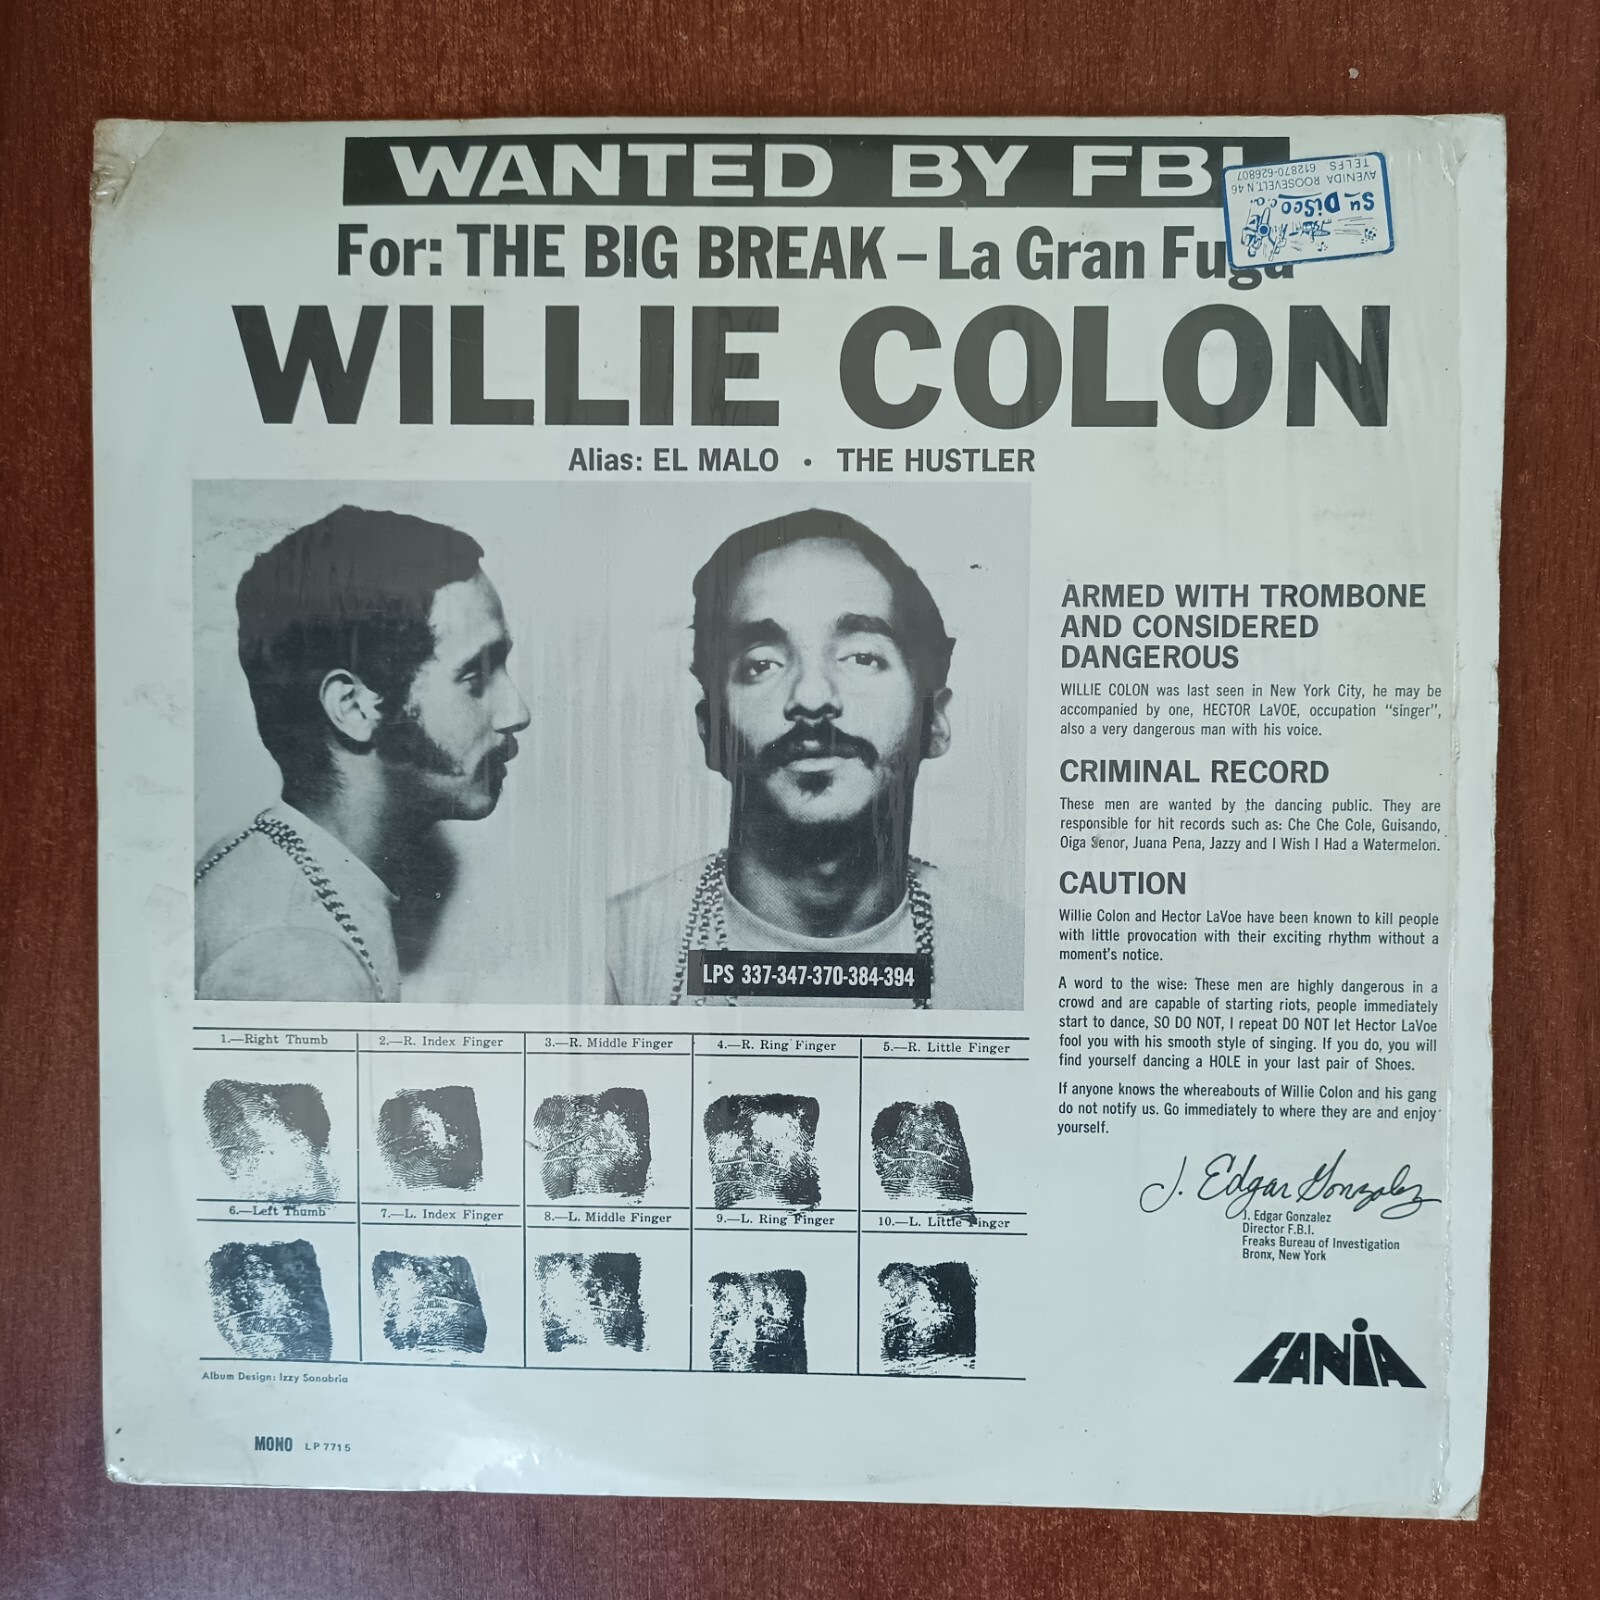 WANTED BY FBI
For: THE BIG BREAK – La Gran Fuga
WILLIE COLON
Alias: EL MALO • THE HUSTLER
Su Disco c.a.
AVENIDA ROOSEVELT. N 46
TELFS 612870-626807
LPS 337-347-370-384-394
ARMED WITH TROMBONE
AND CONSIDERED
DANGEROUS
WILLIE COLON was last seen in New York City, he may be
accompanied by one, HECTOR LaVOE, occupation “singer”,
also a very dangerous man with his voice.
CRIMINAL RECORD
These men are wanted by the dancing public. They are
responsible for hit records such as: Che Che Cole, Guisando,
Oiga Senor, Juana Pena, Jazzy and I Wish I Had a Watermelon.
CAUTION
Willie Colon and Hector LaVoe have been known to kill people
with little provocation with their exciting rhythm without a
moment's notice.
A word to the wise: These men are highly dangerous in a
crowd and are capable of starting riots, people immediately
start to dance, SO DO NOT, I repeat DO NOT let Hector LaVoe
fool you with his smooth style of singing. If you do, you will
find yourself dancing a HOLE in your last pair of Shoes.
If anyone knows the whereabouts of Willie Colon and his gang
do not notify us. Go immediately to where they are and enjoy
yourself.
J. Edgar Gonzalez
J. Edgar Gonzalez
Director F.B.I.
Freaks Bureau of Investigation
Bronx, New York
FANIA
1.—Right Thumb
2.—R. Index Finger
3.—R. Middle Finger
4.—R. Ring Finger
5.—R. Little Finger
6.—Left Thumb
7.—L. Index Finger
8.—L. Middle Finger
9.—L. Ring Finger
10.—L. Little Finger
Album Design: Izzy Sanabria
MONO LP 7715